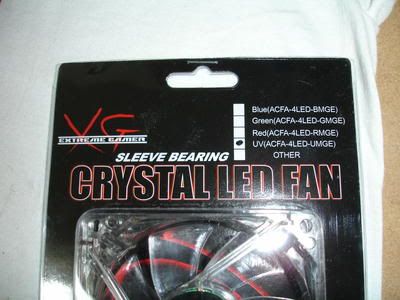 Blue(ACFA-4LED-BMGE)
Green(ACFA-4LED-GMGE)
Red(ACFA-4LED-RMGE)
UV(ACFA-4LED-UMGE)
OTHER
XG
EXTREME GAMER
SLEEVE BEARING
CRYSTAL LED FAN